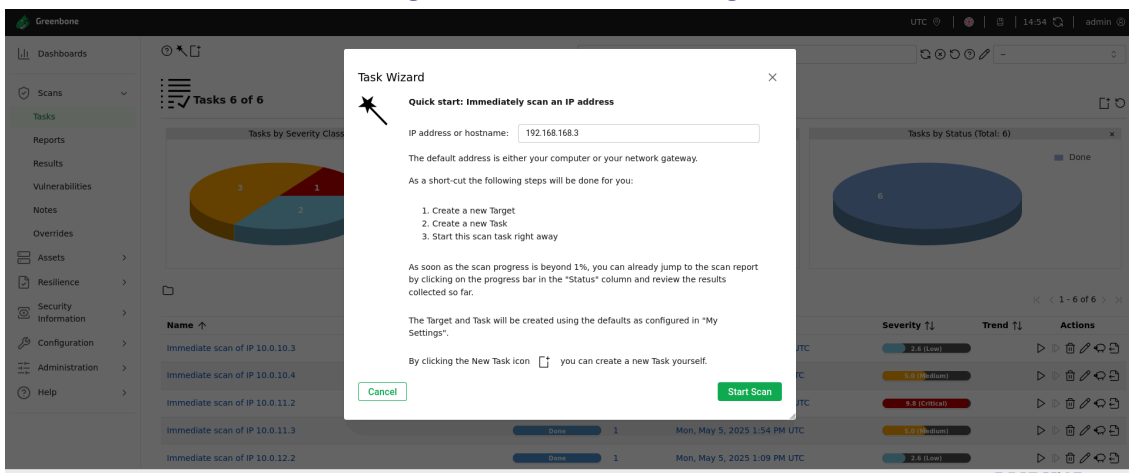 Greenbone
UTC
14:54
admin
Dashboards
Scans
Tasks
Reports
Results
Vulnerabilities
Notes
Overrides
Assets
Resilience
Security
Information
Configuration
Administration
Help
Tasks 6 of 6
Tasks by Severity Class
3
1
2
Tasks by Status (Total: 6)
Done
6
–
Task Wizard
Quick start: Immediately scan an IP address
IP address or hostname: 192.168.168.3
The default address is either your computer or your network gateway.
As a short-cut the following steps will be done for you:
1. Create a new Target
2. Create a new Task
3. Start this scan task right away
As soon as the scan progress is beyond 1%, you can already jump to the scan report
by clicking on the progress bar in the "Status" column and review the results
collected so far.
The Target and Task will be created using the defaults as configured in "My
Settings".
By clicking the New Task icon you can create a new Task yourself.
Cancel
Start Scan
1 - 6 of 6
Name Severity Trend Actions
Immediate scan of IP 10.0.10.3 UTC 2.6 (Low)
Immediate scan of IP 10.0.10.4 UTC 5.0 (Medium)
Immediate scan of IP 10.0.11.2 UTC 9.8 (Critical)
Immediate scan of IP 10.0.11.3 Done 1 Mon, May 5, 2025 1:54 PM UTC 5.0 (Medium)
Immediate scan of IP 10.0.12.2 Done 1 Mon, May 5, 2025 1:09 PM UTC 2.6 (Low)